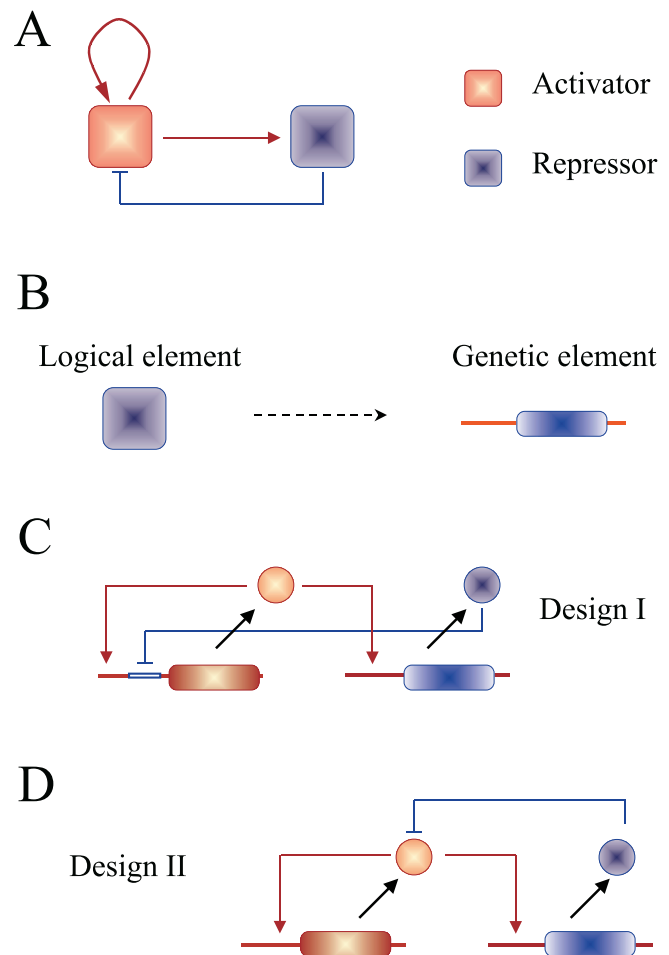 A
Activator
Repressor
B
Logical element
Genetic element
C
Design I
D
Design II